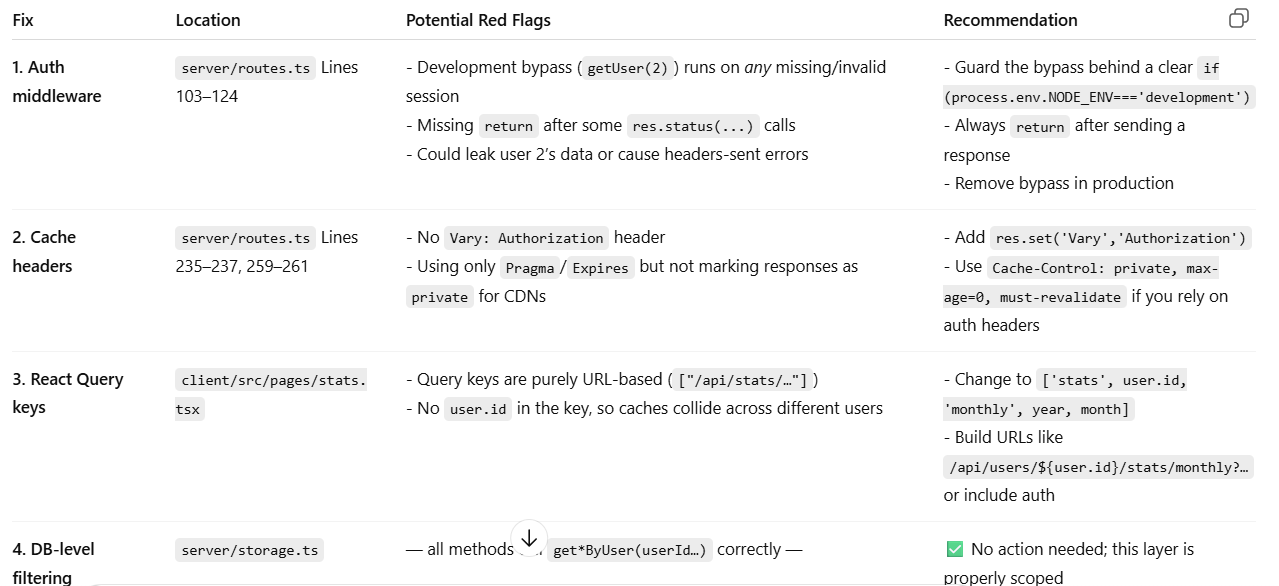 Fix Location Potential Red Flags Recommendation
1. Auth middleware
server/routes.ts Lines 103–124
- Development bypass (getUser(2)) runs on any missing/invalid session
- Missing return after some res.status(...) calls
- Could leak user 2’s data or cause headers-sent errors
- Guard the bypass behind a clear if (process.env.NODE_ENV==='development')
- Always return after sending a response
- Remove bypass in production
2. Cache headers
server/routes.ts Lines 235–237, 259–261
- No Vary: Authorization header
- Using only Pragma/Expires but not marking responses as private for CDNs
- Add res.set('Vary','Authorization')
- Use Cache-Control: private, max-age=0, must-revalidate if you rely on auth headers
3. React Query keys
client/src/pages/stats.tsx
- Query keys are purely URL-based (["/api/stats/…"])
- No user.id in the key, so caches collide across different users
- Change to ['stats', user.id, 'monthly', year, month]
- Build URLs like /api/users/${user.id}/stats/monthly?… or include auth
4. DB-level filtering
server/storage.ts
— all methods get*ByUser(userId…) correctly —
✅ No action needed; this layer is properly scoped